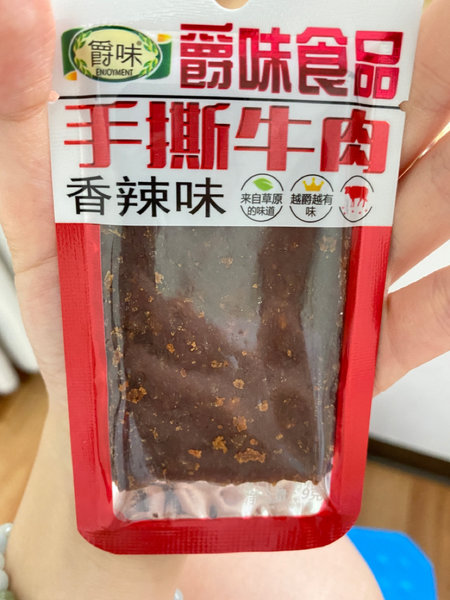 爵味
ENJOYMENT
爵味食品
手撕牛肉
香辣味
来自草原
的味道
越爵越有
味